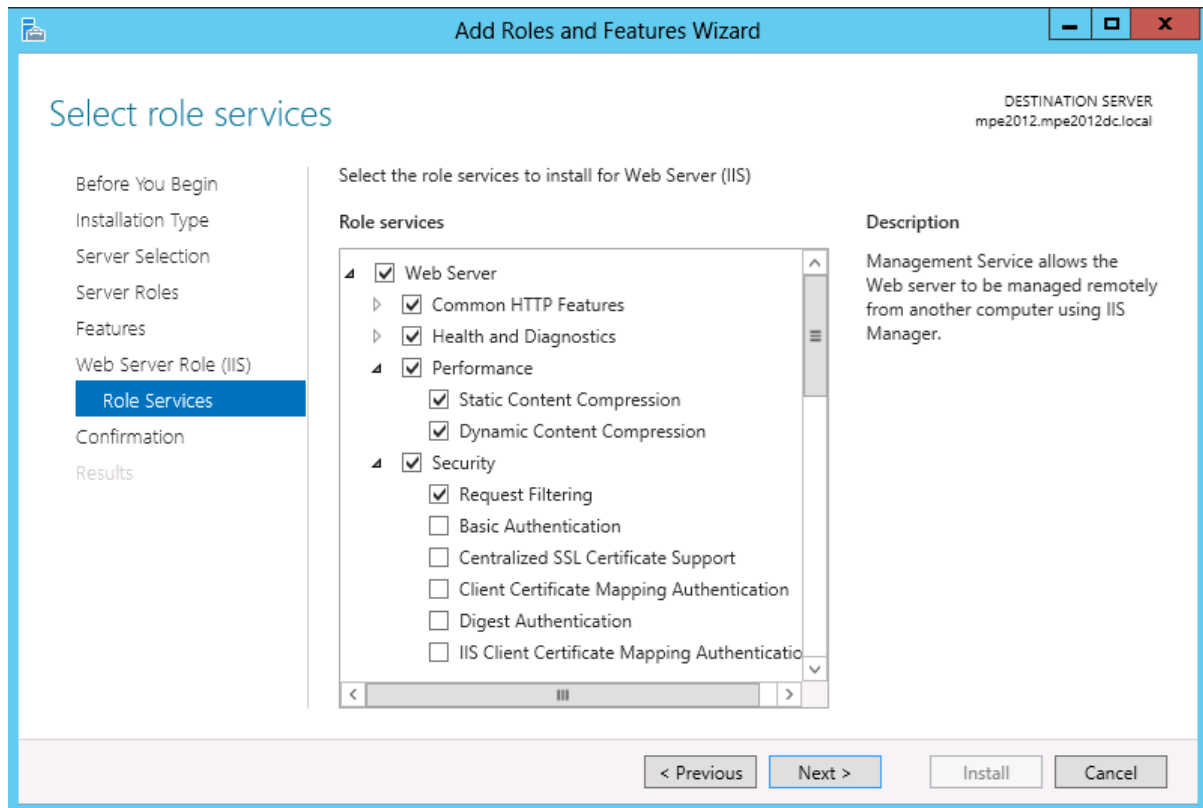 Add Roles and Features Wizard
Select role services
DESTINATION SERVER
mpe2012.mpe2012dc.local
Before You Begin
Installation Type
Server Selection
Server Roles
Features
Web Server Role (IIS)
Role Services
Confirmation
Results
Select the role services to install for Web Server (IIS)
Role services
Web Server
Common HTTP Features
Health and Diagnostics
Performance
Static Content Compression
Dynamic Content Compression
Security
Request Filtering
Basic Authentication
Centralized SSL Certificate Support
Client Certificate Mapping Authentication
Digest Authentication
IIS Client Certificate Mapping Authenticatio
Description
Management Service allows the
Web server to be managed remotely
from another computer using IIS
Manager.
< Previous
Next >
Install
Cancel